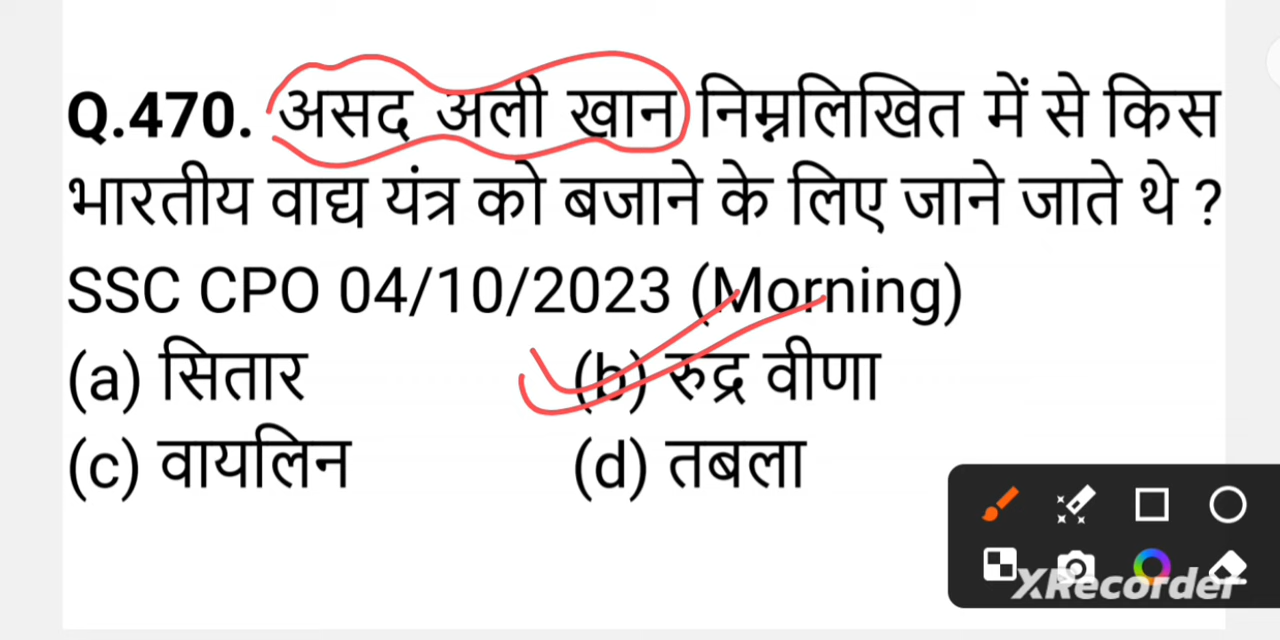 Q.470. असद अली खान निम्नलिखित में से किस
भारतीय वाद्य यंत्र को बजाने के लिए जाने जाते थे ?
SSC CPO 04/10/2023 (Morning)
(a) सितार (b) रुद्र वीणा
(c) वायलिन (d) तबला
XRecorder